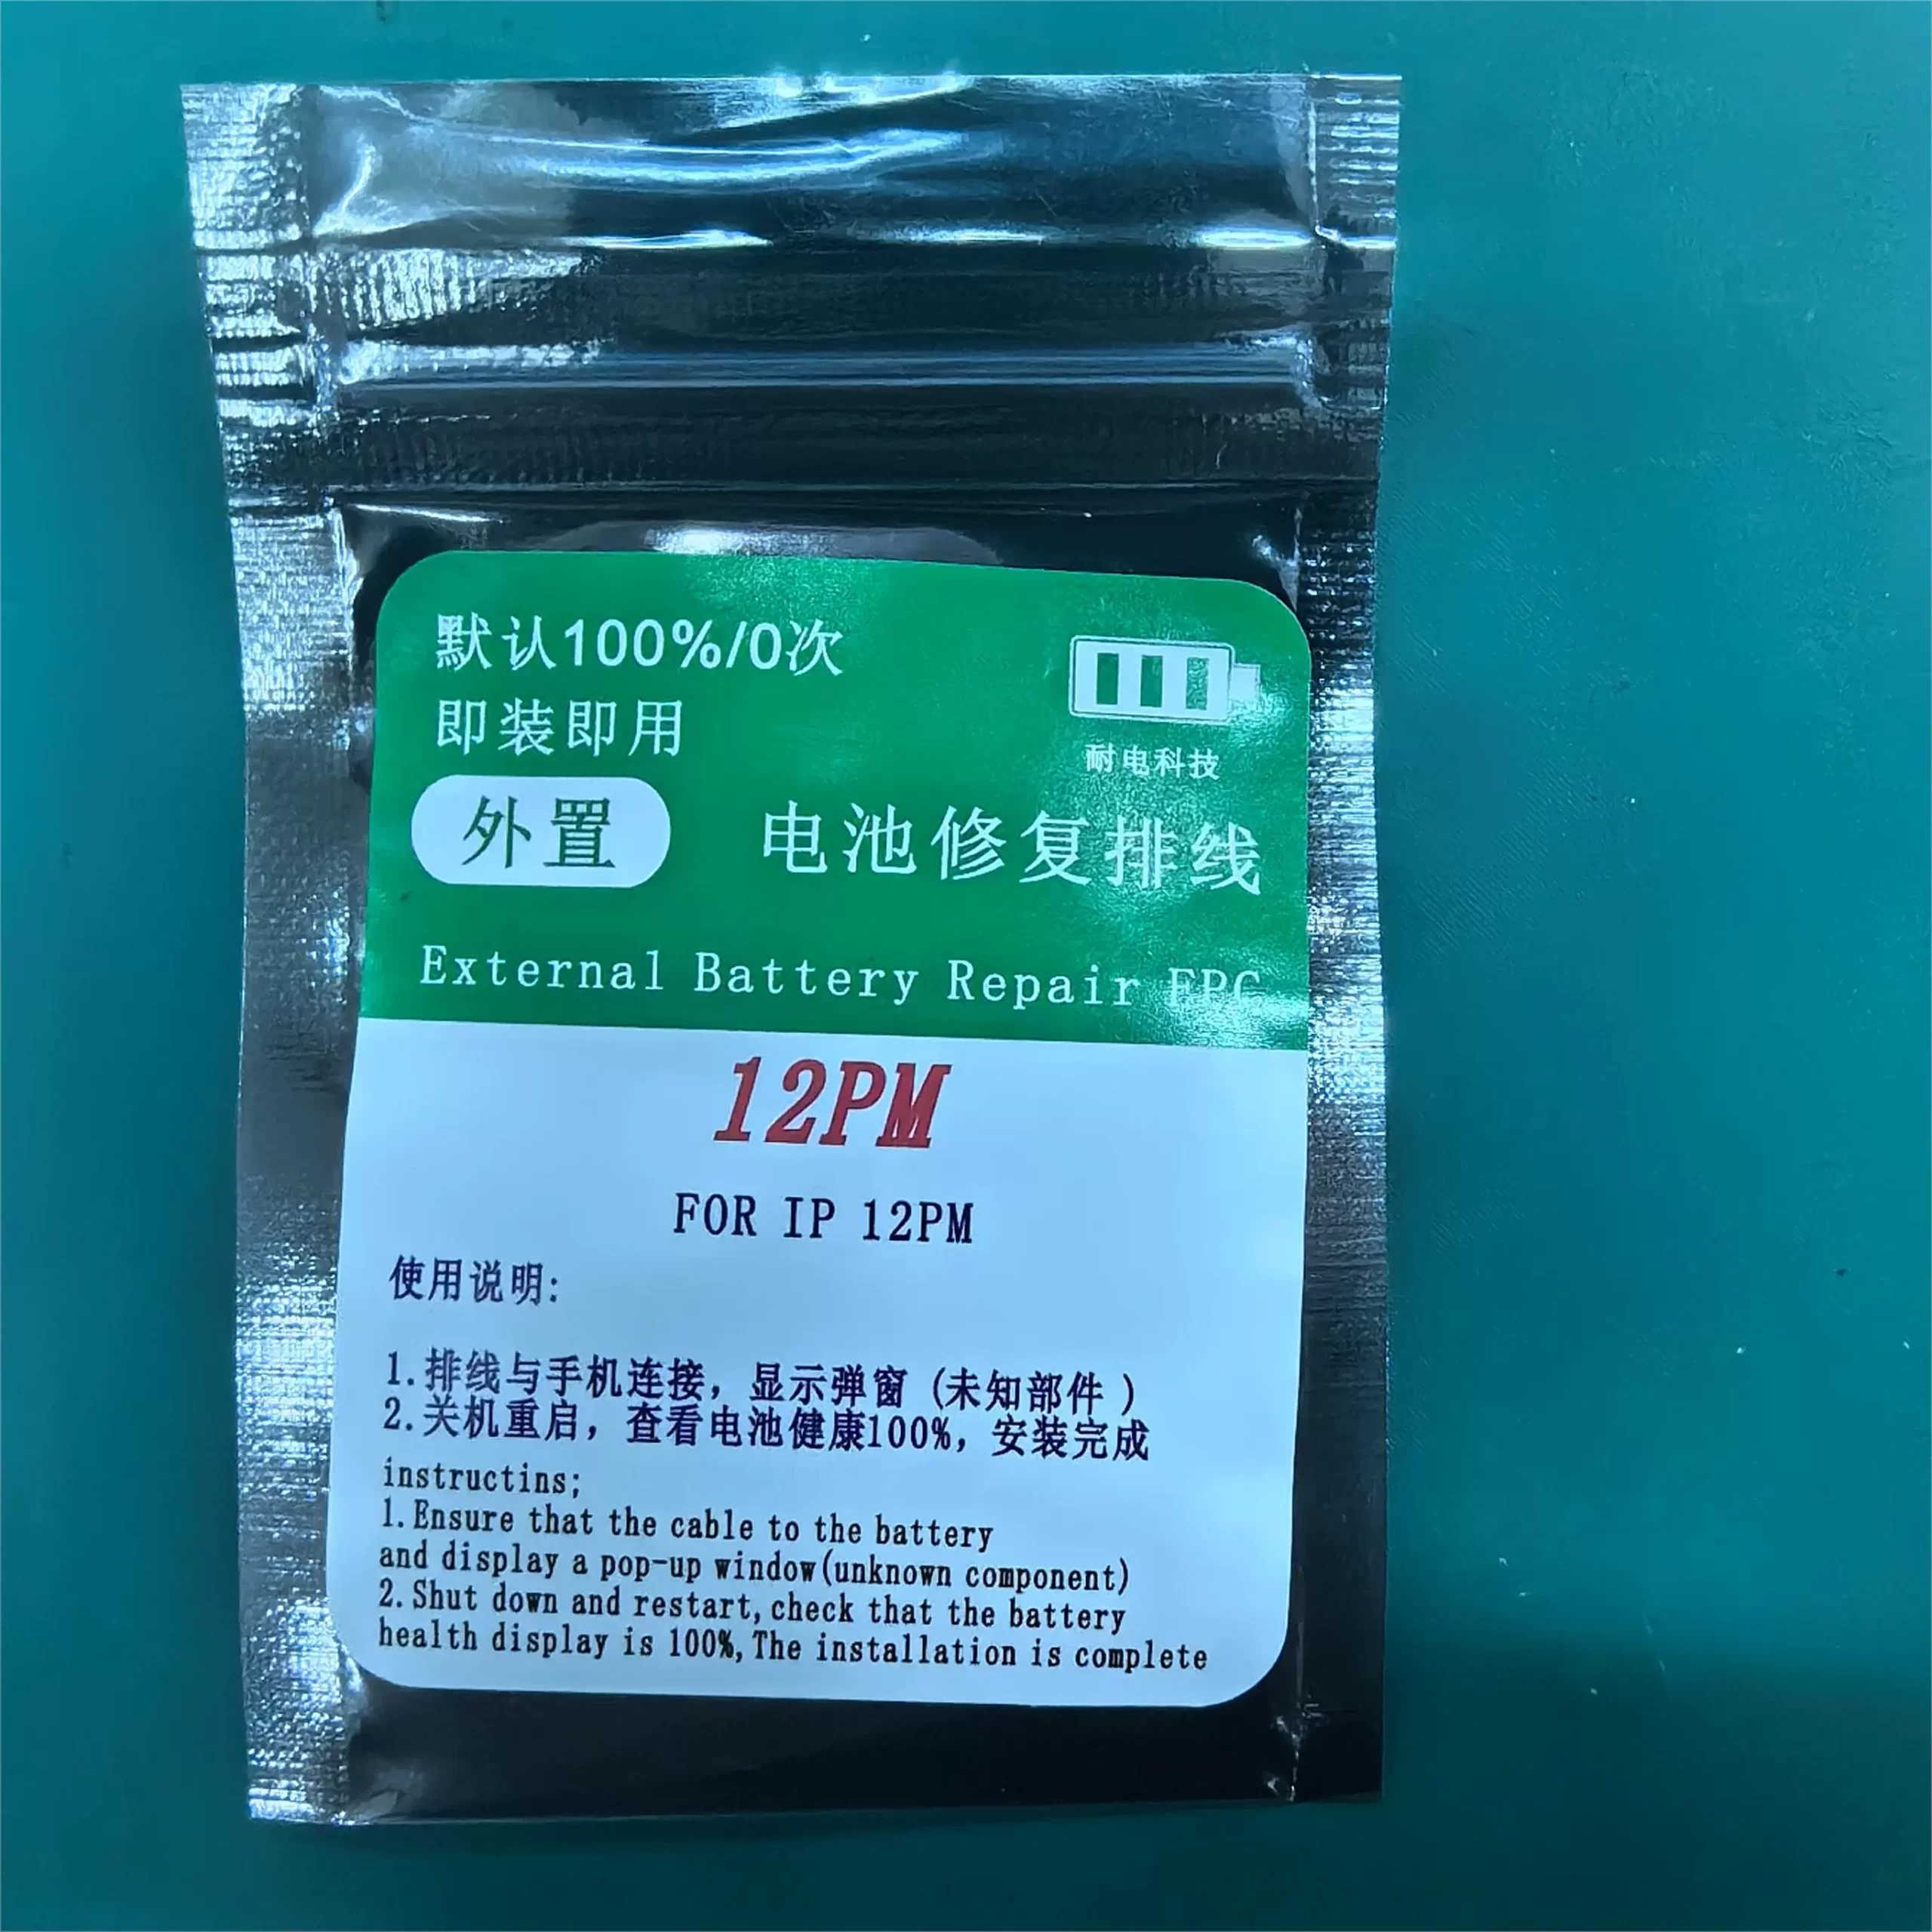 默认100%/0次
即装即用
耐电科技
外置 电池修复排线
External Battery Repair FPC
12PM
FOR IP 12PM
使用说明:
1.排线与手机连接，显示弹窗 (未知部件 )
2.关机重启，查看电池健康100%，安装完成
instructins;
1.Ensure that the cable to the battery
and display a pop-up window(unknown component)
2.Shut down and restart,check that the battery
health display is 100%,The installation is complete